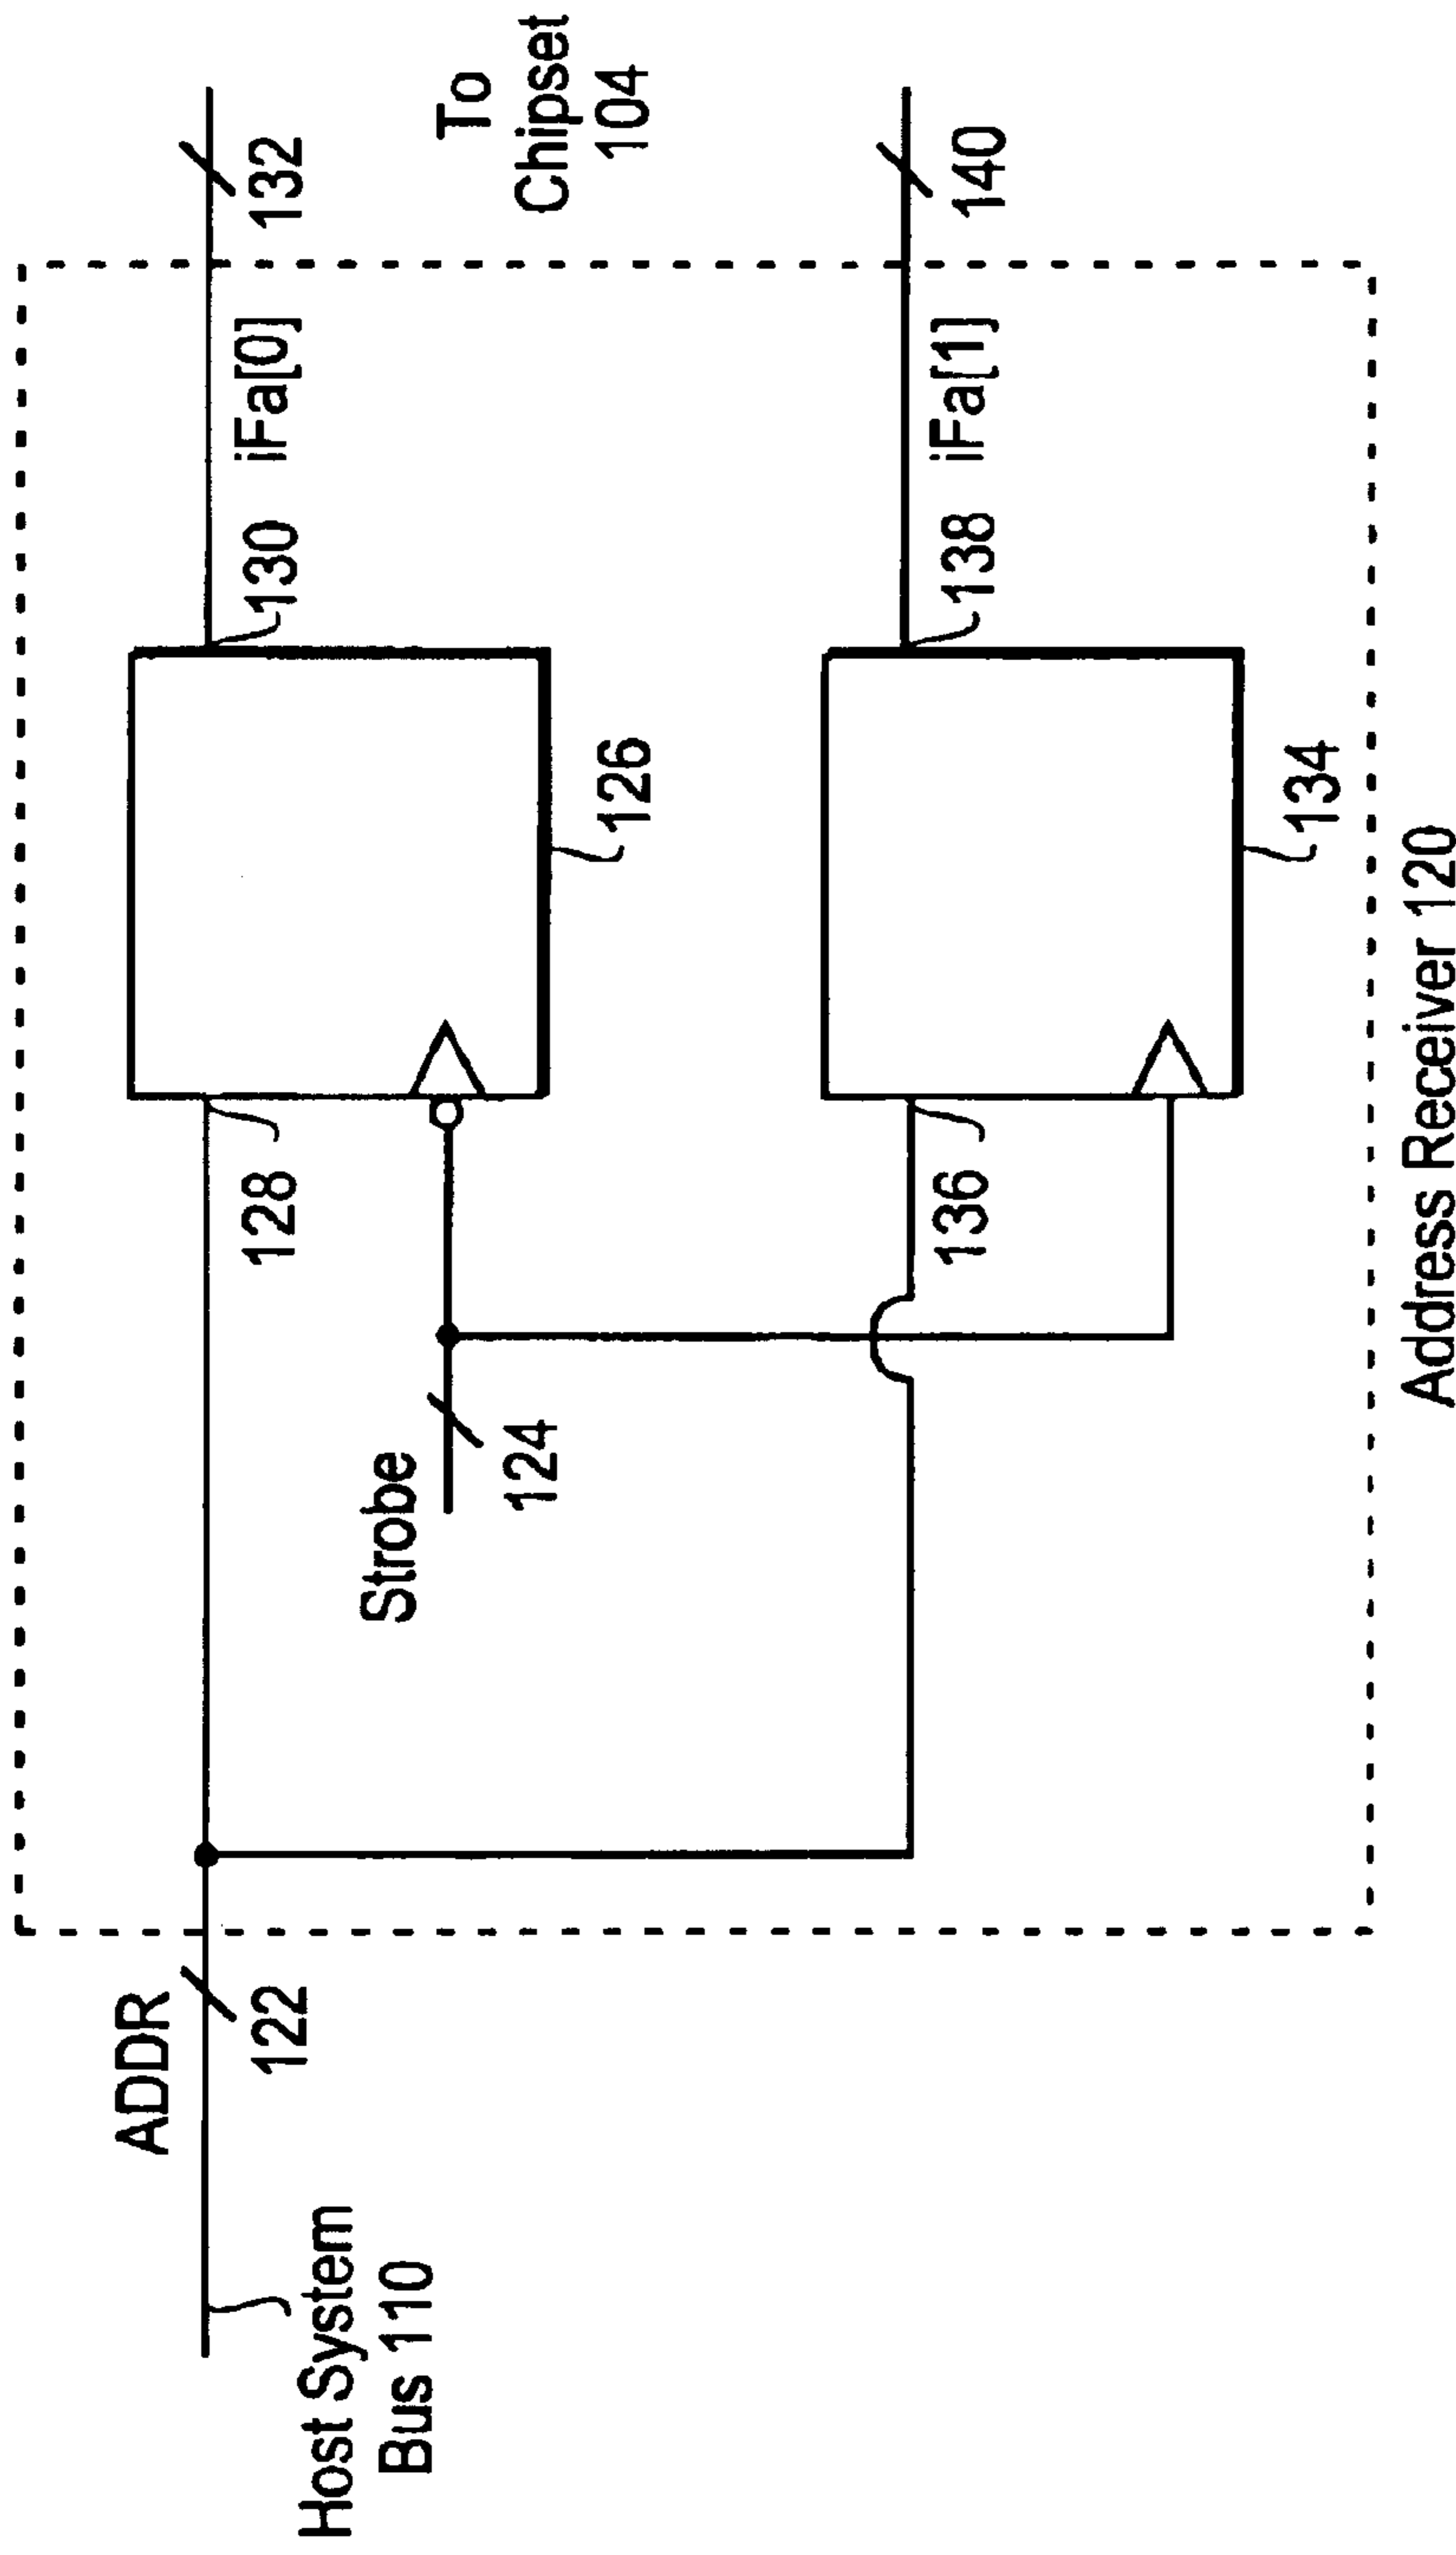 ADDR
122
Host System
Bus 110
Strobe
124
128
126
130
iFa[0]
132
To
Chipset
104
136
134
138
iFa[1]
140
Address Receiver 120